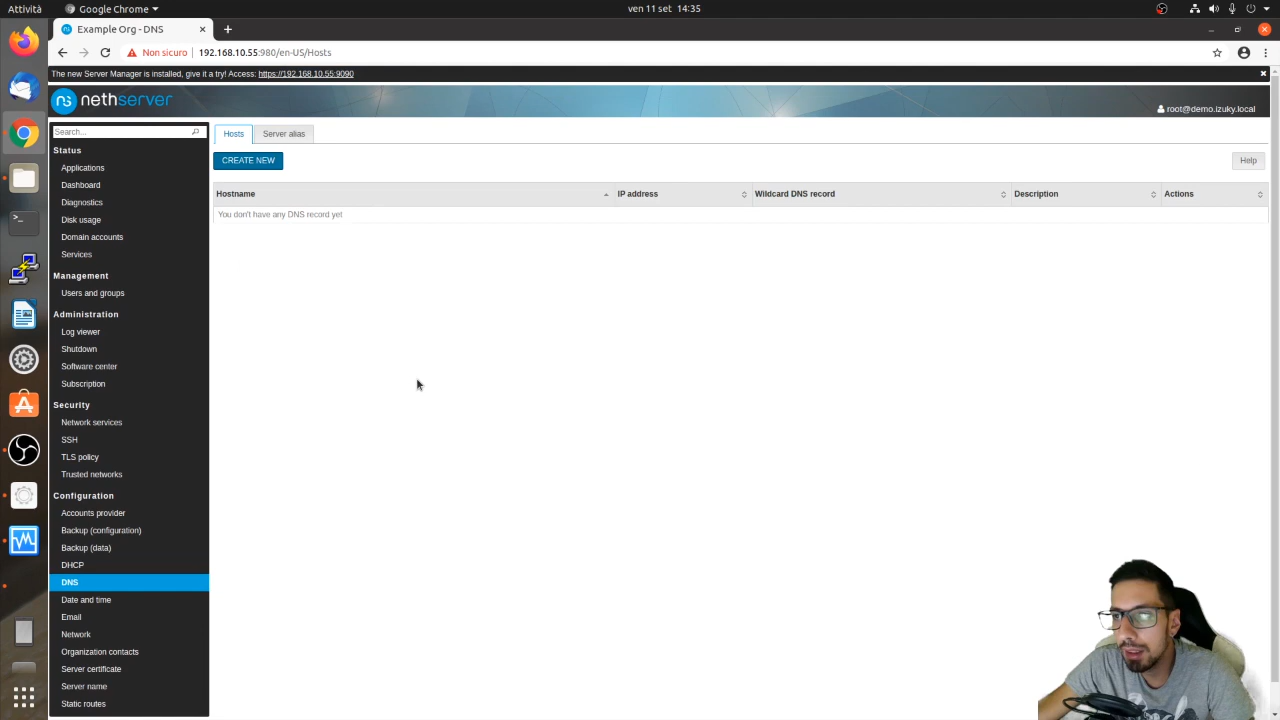 Attività
Google Chrome
ven 11 set 14:35
Example Org - DNS
Non sicuro
192.168.10.55:980/en-US/Hosts
The new Server Manager is installed, give it a try! Access: https://192.168.10.55:9090
nethserver
root@demo.izuky.local
Search...
Hosts
Server alias
CREATE NEW
Help
Hostname
IP address
Wildcard DNS record
Description
Actions
You don't have any DNS record yet
Status
Applications
Dashboard
Diagnostics
Disk usage
Domain accounts
Services
Management
Users and groups
Administration
Log viewer
Shutdown
Software center
Subscription
Security
Network services
SSH
TLS policy
Trusted networks
Configuration
Accounts provider
Backup (configuration)
Backup (data)
DHCP
DNS
Date and time
Email
Network
Organization contacts
Server certificate
Server name
Static routes